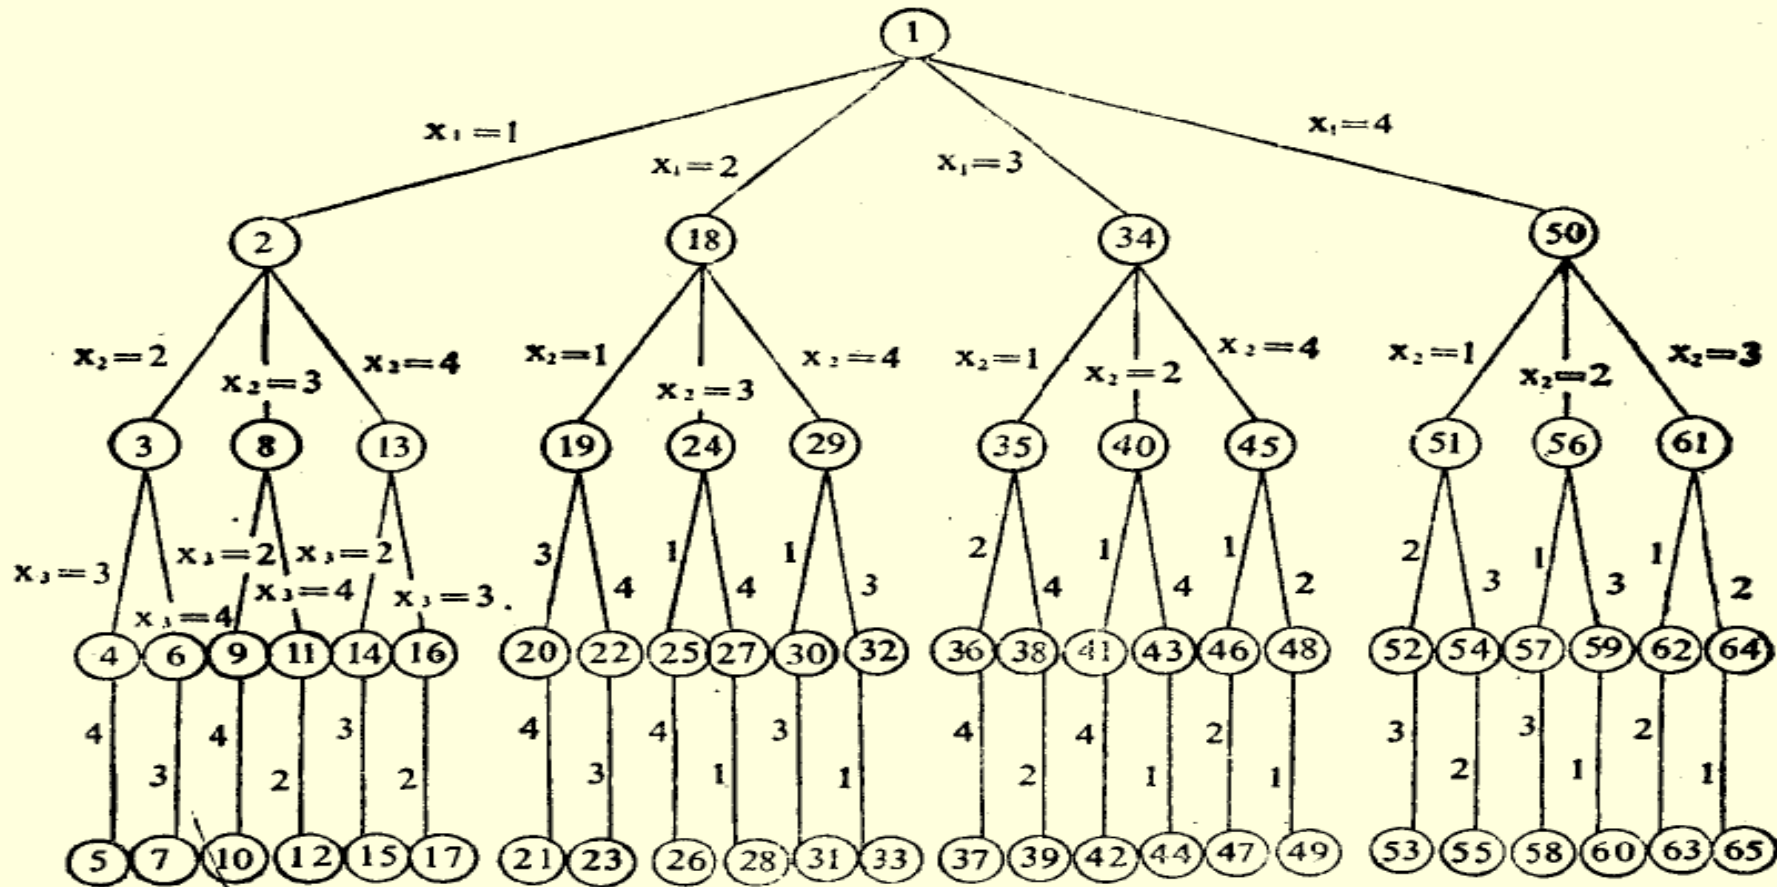 1
x₁=1 x₁=2 x₁=3 x₁=4
2 18 34 50
x₂=2 x₂=3 x₂=4 x₂=1 x₂=3 x₂=4 x₂=1 x₂=2 x₂=4 x₂=1 x₂=2 x₂=3
3 8 13 19 24 29 35 40 45 51 56 61
x₃=3 x₃=4 x₃=2 x₃=4 x₃=2 x₃=3 3 4 1 4 1 3 2 4 1 4 1 2 2 3 1 3 1 2
4 6 9 11 14 16 20 22 25 27 30 32 36 38 41 43 46 48 52 54 57 59 62 64
4 3 4 2 3 2 4 3 4 1 3 1 4 2 4 1 2 1 3 2 3 1 2 1
5 7 10 12 15 17 21 23 26 28 31 33 37 39 42 44 47 49 53 55 58 60 63 65